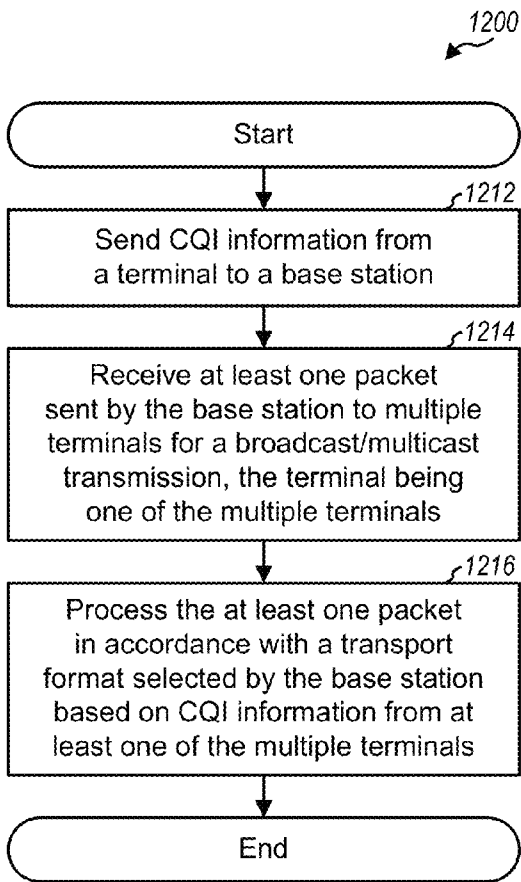 1200
Start
1212
Send CQI information from
a terminal to a base station
1214
Receive at least one packet
sent by the base station to multiple
terminals for a broadcast/multicast
transmission, the terminal being
one of the multiple terminals
1216
Process the at least one packet
in accordance with a transport
format selected by the base station
based on CQI information from at
least one of the multiple terminals
End